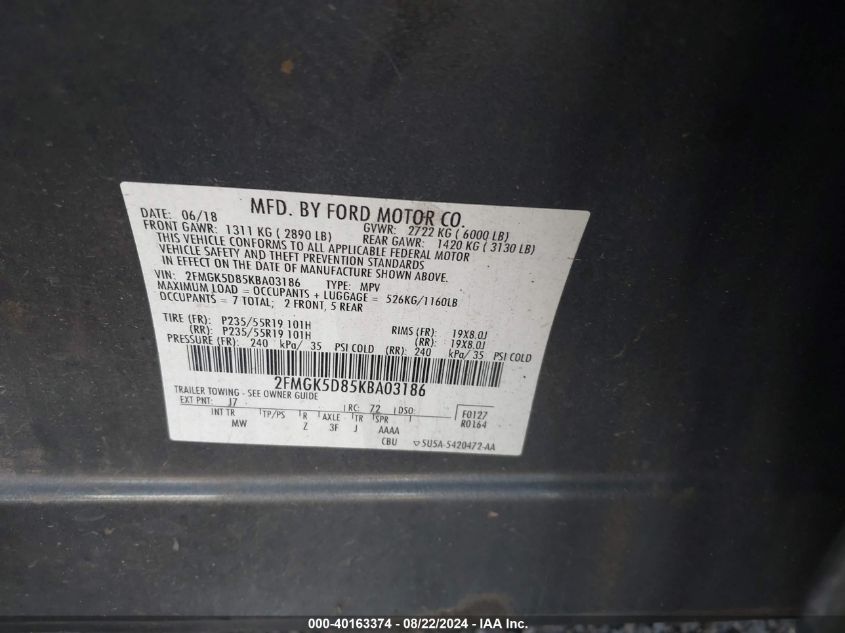 MFD. BY FORD MOTOR CO.
DATE: 06/18 GVWR: 2722 KG ( 6000 LB)
FRONT GAWR: 1311 KG ( 2890 LB) REAR GAWR: 1420 KG ( 3130 LB)
THIS VEHICLE CONFORMS TO ALL APPLICABLE FEDERAL MOTOR
VEHICLE SAFETY AND THEFT PREVENTION STANDARDS
IN EFFECT ON THE DATE OF MANUFACTURE SHOWN ABOVE.
VIN: 2FMGK5D85KBA03186 TYPE: MPV
MAXIMUM LOAD = OCCUPANTS + LUGGAGE = 526KG/1160LB
OCCUPANTS = 7 TOTAL; 2 FRONT, 5 REAR
TIRE (FR): P235/55R19 101H RIMS (FR): 19X8.0J
(RR): P235/55R19 101H (RR): 19X8.0J
PRESSURE (FR): 240 kPa/ 35 PSI COLD (RR): 240 kPa/ 35 PSI COLD
2FMGK5D85KBA03186
TRAILER TOWING - SEE OWNER GUIDE
EXT PNT: J7 RC: 72 DSO: F0127
INT TR TP/PS R AXLE TR SPR R0164
MW Z 3F J AAAA
CBU 5U5A-5420472-AA
000-40163374 - 08/22/2024 - IAA Inc.